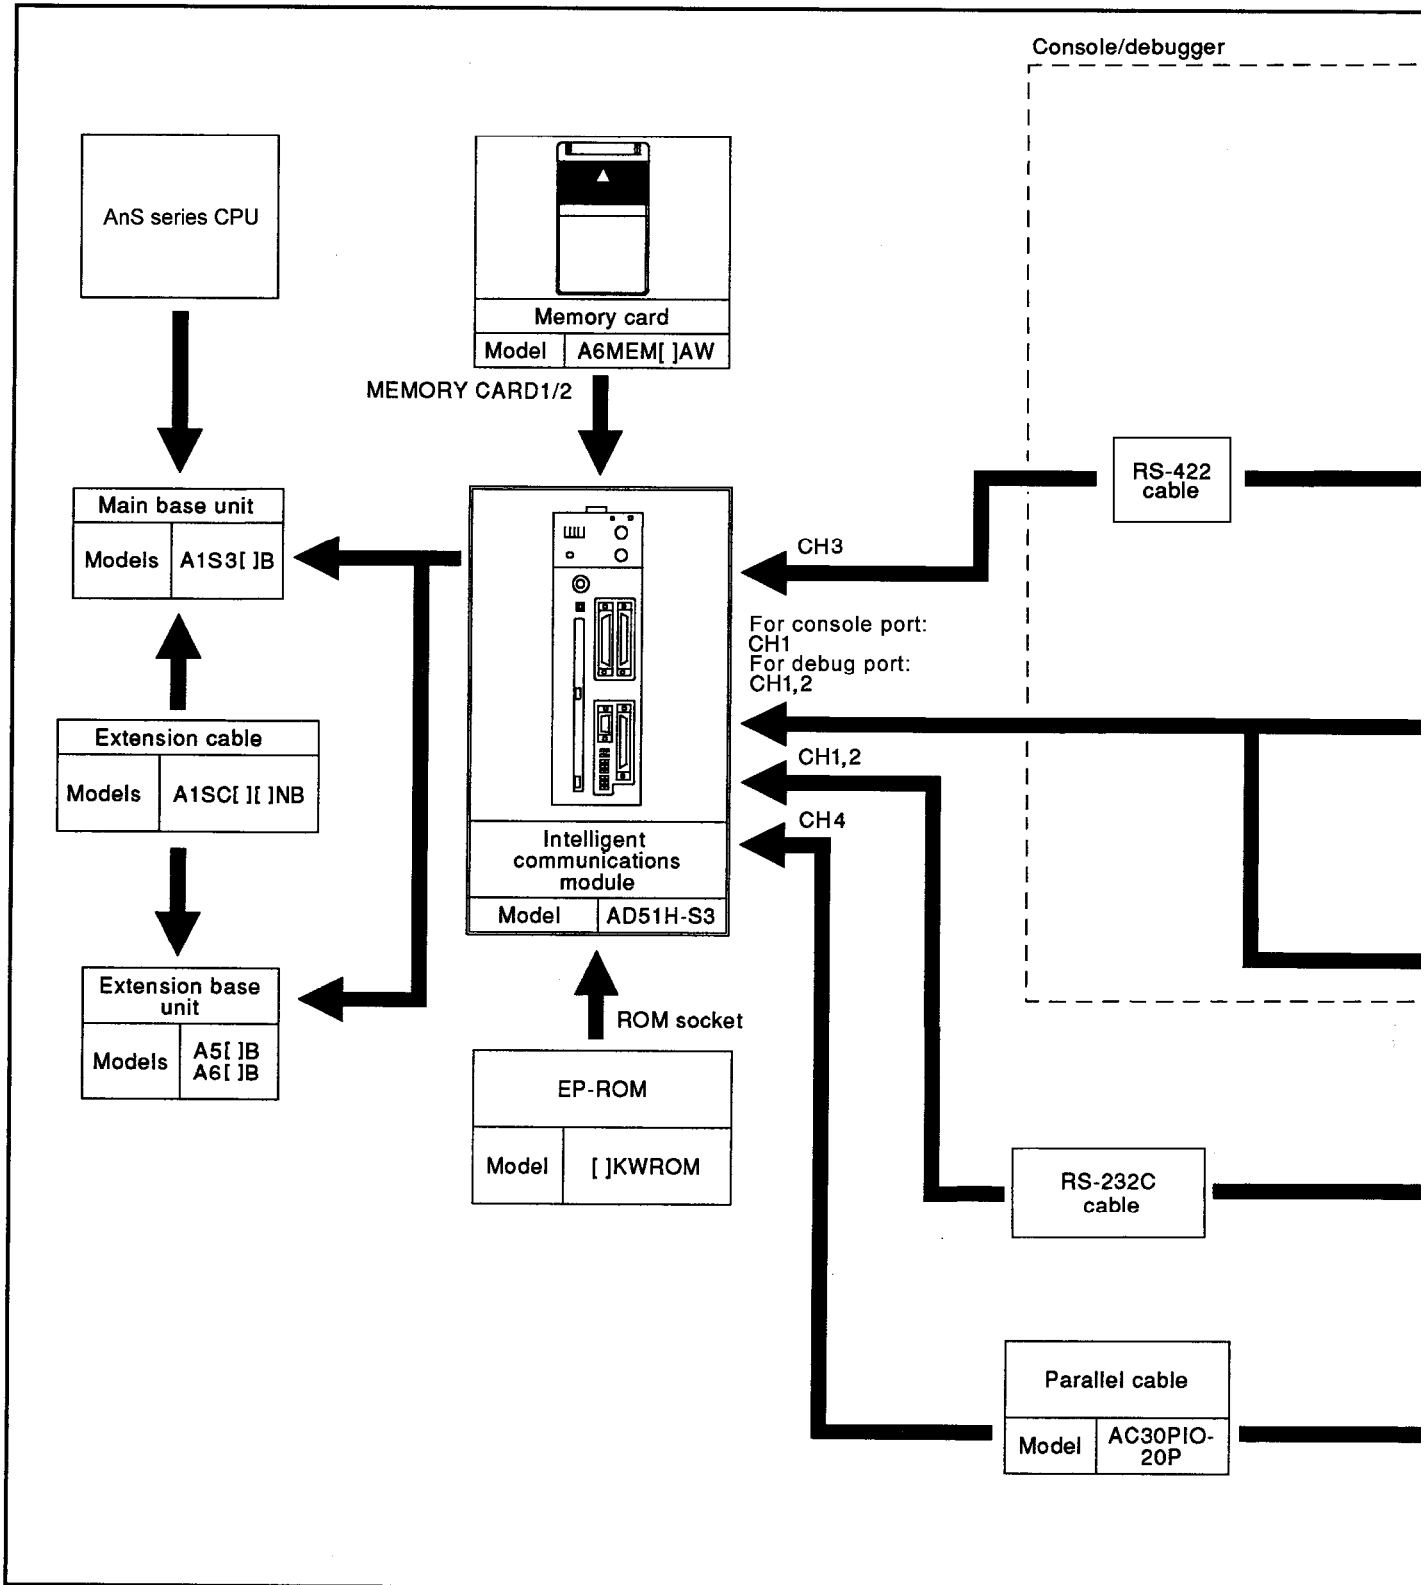 Console/debugger
AnS series CPU
Memory card
Model A6MEM[ ]AW
MEMORY CARD1/2
Main base unit
Models A1S3[ ]B
Extension cable
Models A1SC[ ][ ]NB
Extension base
unit
Models
A5[ ]B
A6[ ]B
Intelligent
communications
module
Model AD51H-S3
ROM socket
EP-ROM
Model [ ]KWROM
CH3
For console port:
CH1
For debug port:
CH1,2
CH1,2
CH4
RS-422
cable
RS-232C
cable
Parallel cable
Model
AC30PIO-
20P